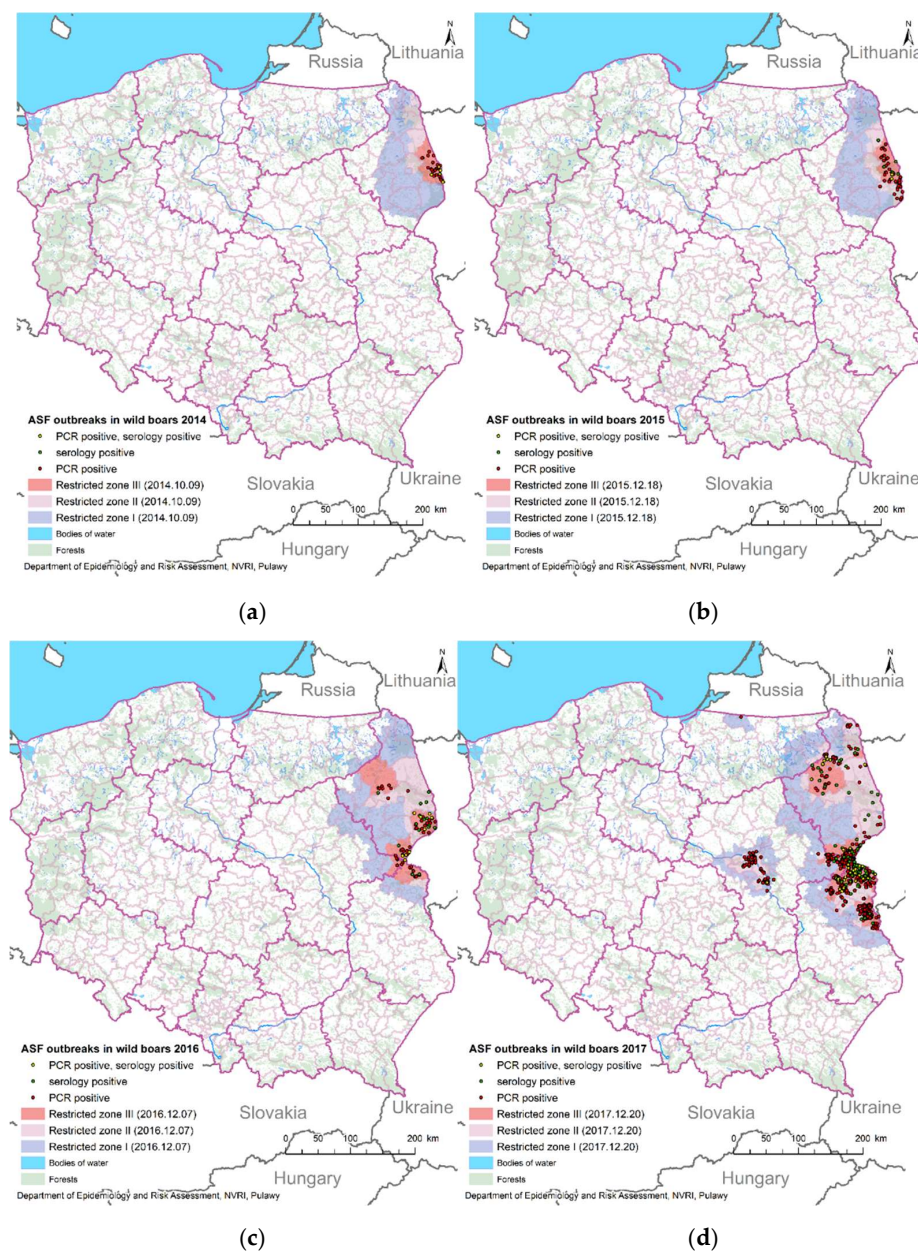 N
Lithuania
Russia
ASF outbreaks in wild boars 2014
PCR positive, serology positive
serology positive
PCR positive
Restricted zone III (2014.10.09)
Restricted zone II (2014.10.09)
Restricted zone I (2014.10.09)
Bodies of water
Forests
Slovakia
Ukraine
0 50 100 200 km
Hungary
Department of Epidemiology and Risk Assessment, NVRI, Pulawy
(a)
N
Lithuania
Russia
ASF outbreaks in wild boars 2015
PCR positive, serology positive
serology positive
PCR positive
Restricted zone III (2015.12.18)
Restricted zone II (2015.12.18)
Restricted zone I (2015.12.18)
Bodies of water
Forests
Slovakia
Ukraine
0 50 100 200 km
Hungary
Department of Epidemiology and Risk Assessment, NVRI, Pulawy
(b)
N
Lithuania
Russia
ASF outbreaks in wild boars 2016
PCR positive, serology positive
serology positive
PCR positive
Restricted zone III (2016.12.07)
Restricted zone II (2016.12.07)
Restricted zone I (2016.12.07)
Bodies of water
Forests
Slovakia
Ukraine
0 50 100 200 km
Hungary
Department of Epidemiology and Risk Assessment, NVRI, Pulawy
(c)
N
Lithuania
Russia
ASF outbreaks in wild boars 2017
PCR positive, serology positive
serology positive
PCR positive
Restricted zone III (2017.12.20)
Restricted zone II (2017.12.20)
Restricted zone I (2017.12.20)
Bodies of water
Forests
Slovakia
Ukraine
0 50 100 200 km
Hungary
Department of Epidemiology and Risk Assessment, NVRI, Pulawy
(d)